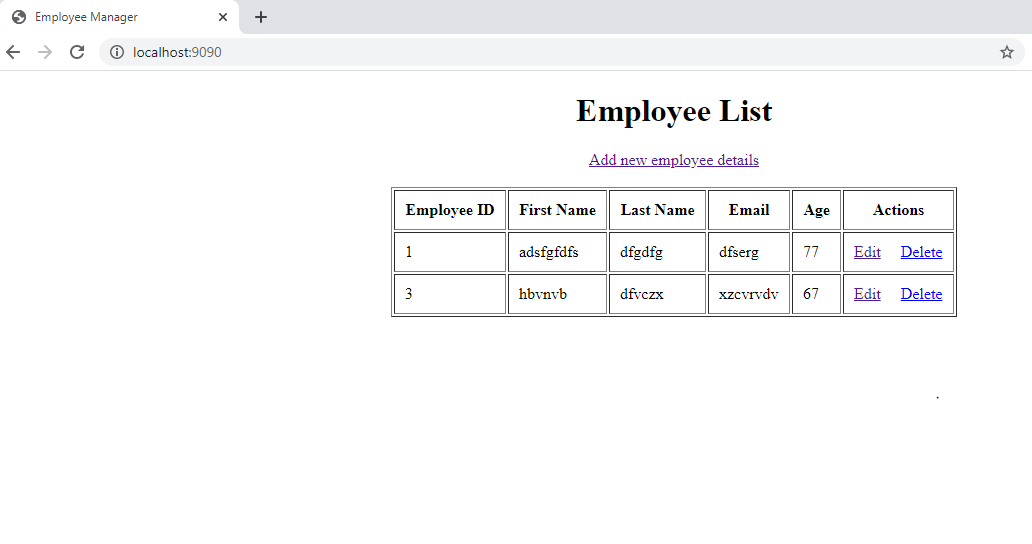 Employee Manager
localhost:9090
Employee List
Add new employee details
Employee ID First Name Last Name Email Age Actions
1 adsfgfdfs dfgdfg dfserg 77 Edit Delete
3 hbvnvb dfvczx xzcvrvdv 67 Edit Delete